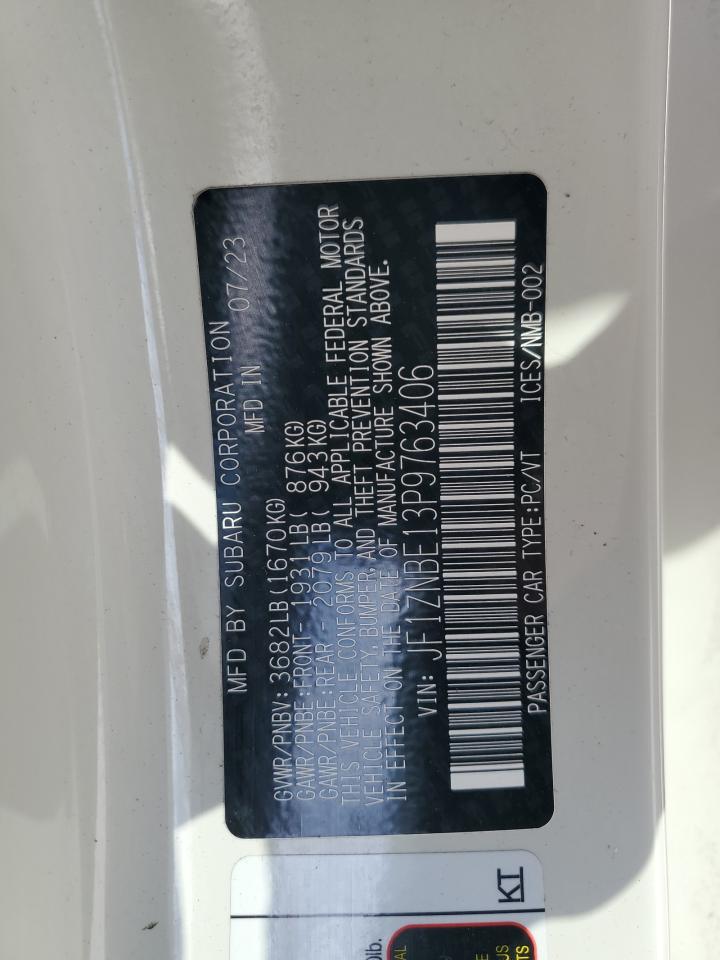 MFD BY SUBARU CORPORATION
MFD IN 07/23
GVWR/PNBV: 3682LB(1670KG)
GAWR/PNBE:FRONT- 1931LB( 876KG)
GAWR/PNBE:REAR - 2079LB( 943KG)
THIS VEHICLE CONFORMS TO ALL APPLICABLE FEDERAL MOTOR
VEHICLE SAFETY, BUMPER, AND THEFT PREVENTION STANDARDS
IN EFFECT ON THE DATE OF MANUFACTURE SHOWN ABOVE.
VIN: JF1ZNBE13P9763406
PASSENGER CAR TYPE:PC/VT ICES/NMB-002
KT